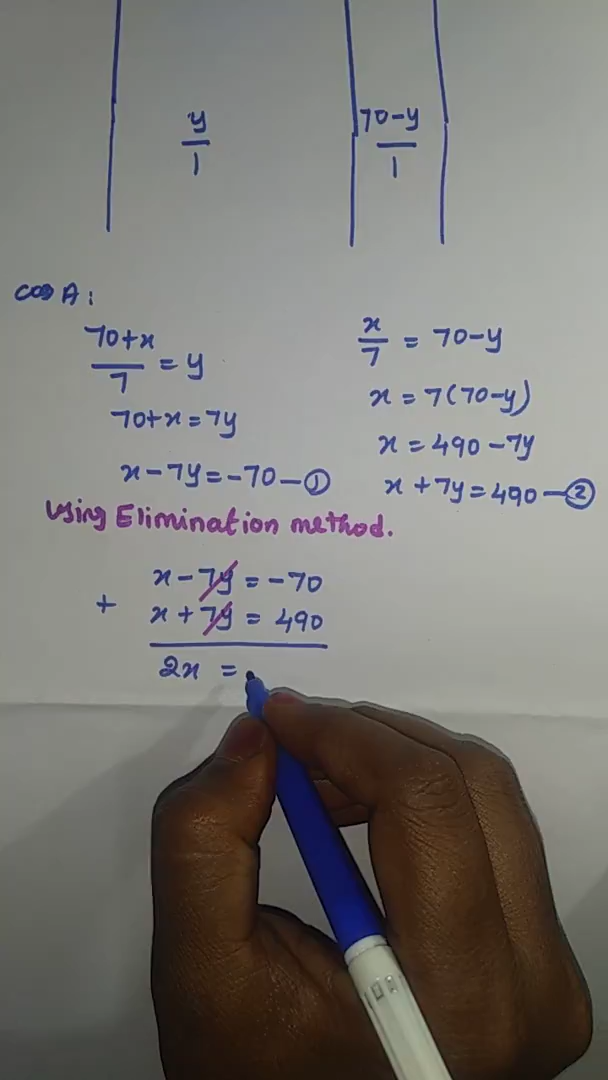 y/1
70-y/1
case A:
70+x/7 = y
70+x = 7y
x - 7y = -70 — ①
x/7 = 70-y
x = 7(70-y)
x = 490 - 7y
x + 7y = 490 — ②
using Elimination method.
x - 7y = -70
+ x + 7y = 490
2x =